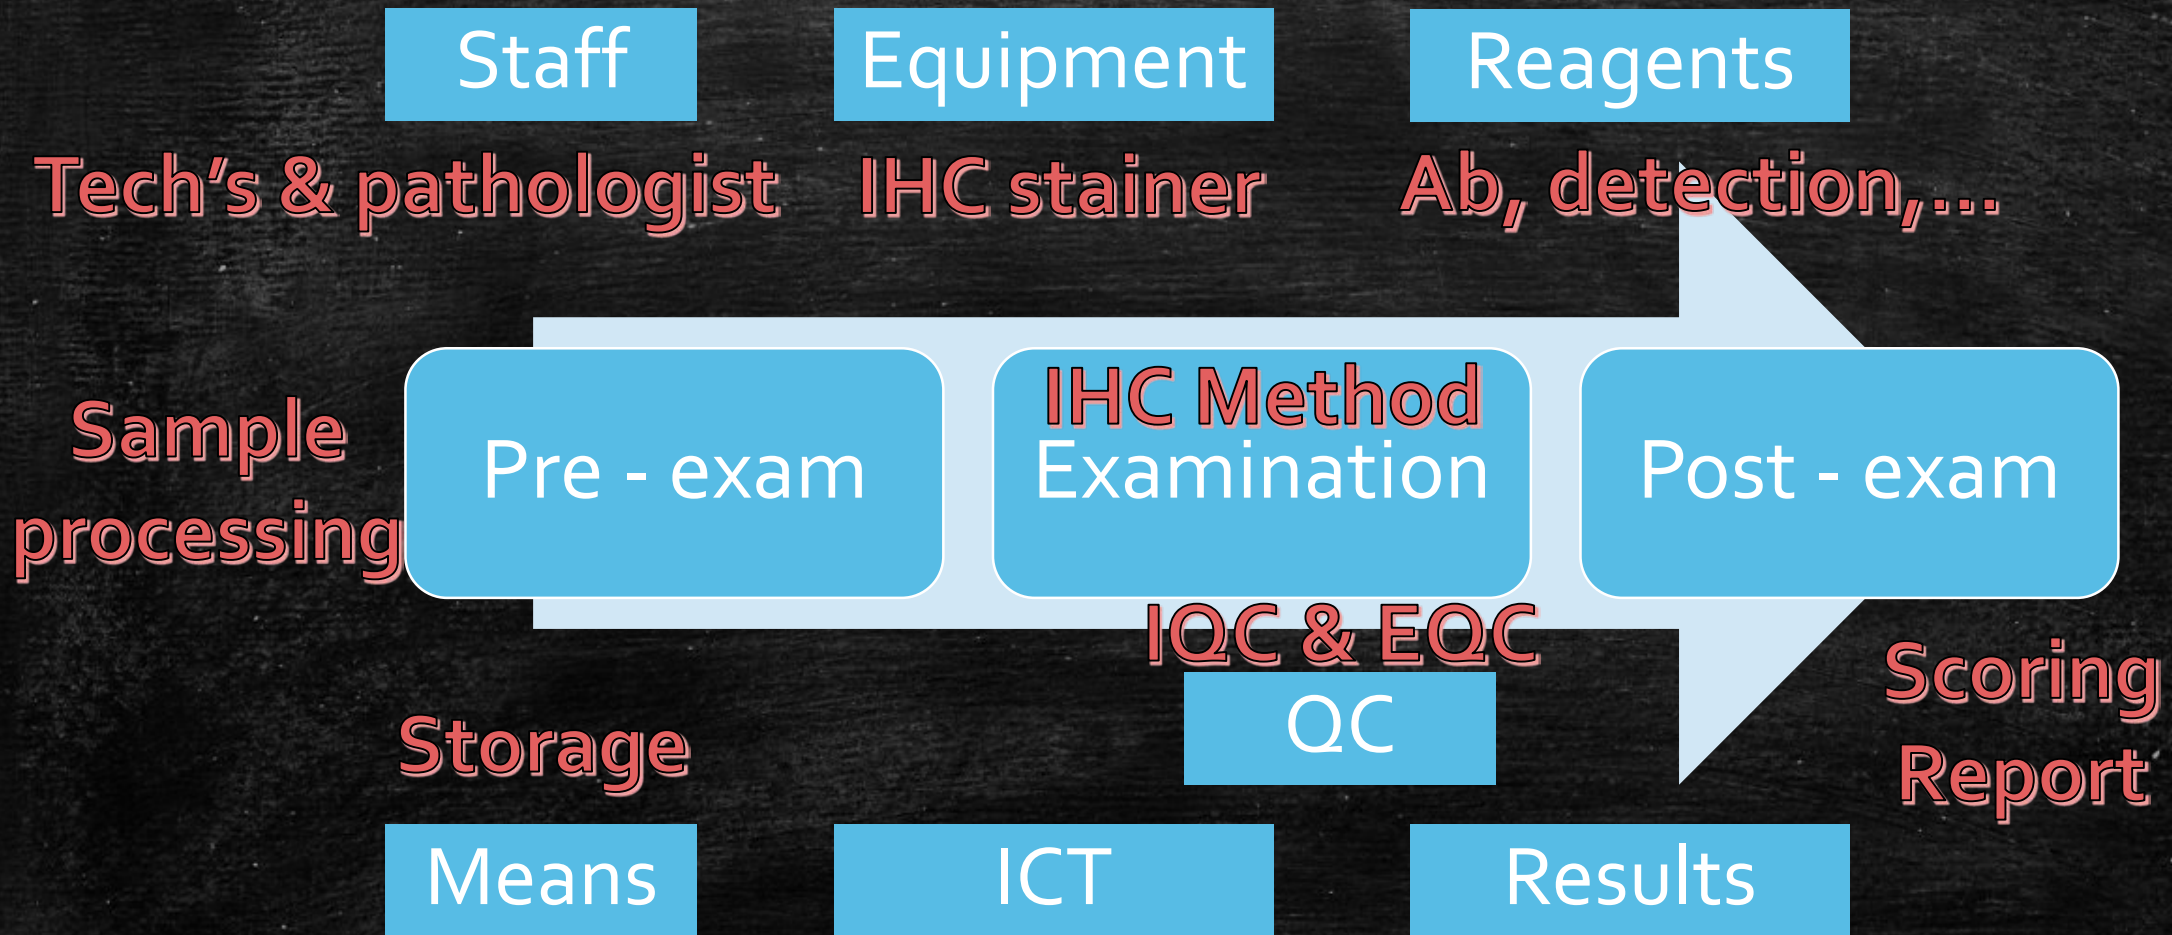 Staff
Equipment
Reagents
Tech's & pathologist
IHC stainer
Ab, detection,...
Sample
processing
Pre - exam
IHC Method
Examination
Post - exam
IQC & EQC
QC
Scoring
Report
Storage
Means
ICT
Results